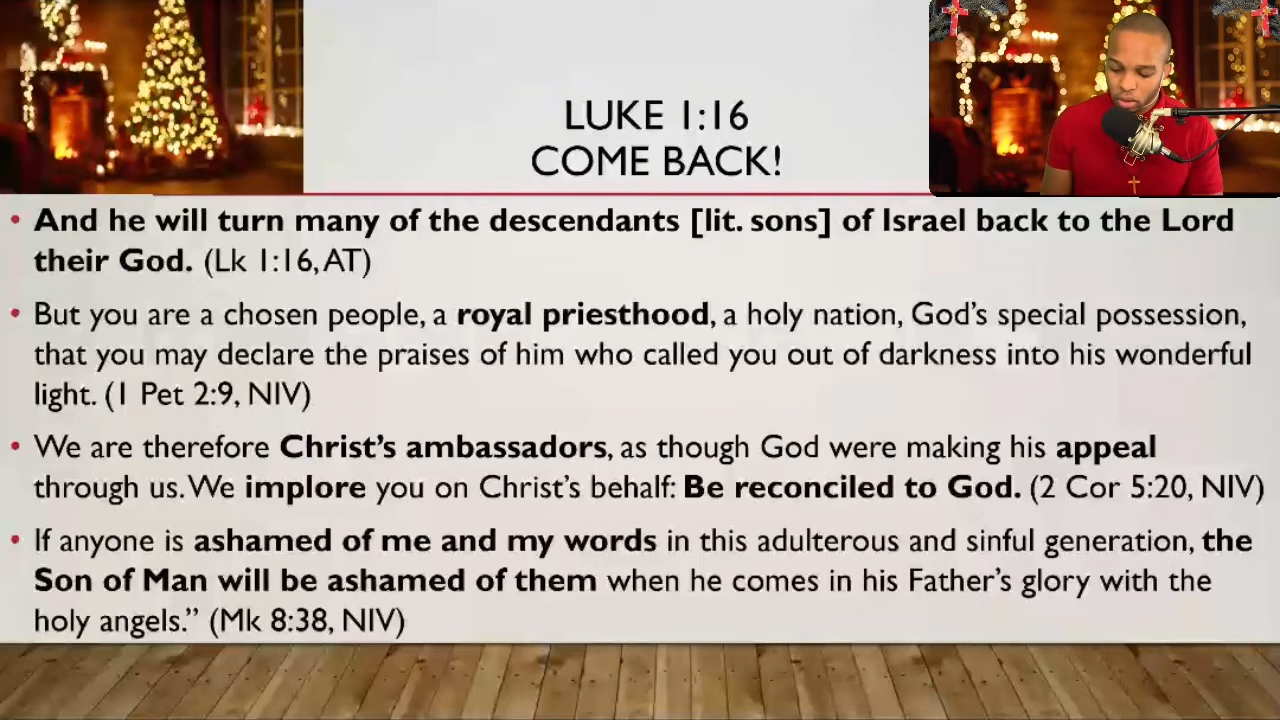 LUKE 1:16
COME BACK!
• And he will turn many of the descendants [lit. sons] of Israel back to the Lord
their God. (Lk 1:16, AT)
• But you are a chosen people, a royal priesthood, a holy nation, God’s special possession,
that you may declare the praises of him who called you out of darkness into his wonderful
light. (1 Pet 2:9, NIV)
• We are therefore Christ’s ambassadors, as though God were making his appeal
through us. We implore you on Christ’s behalf: Be reconciled to God. (2 Cor 5:20, NIV)
• If anyone is ashamed of me and my words in this adulterous and sinful generation, the
Son of Man will be ashamed of them when he comes in his Father’s glory with the
holy angels.” (Mk 8:38, NIV)